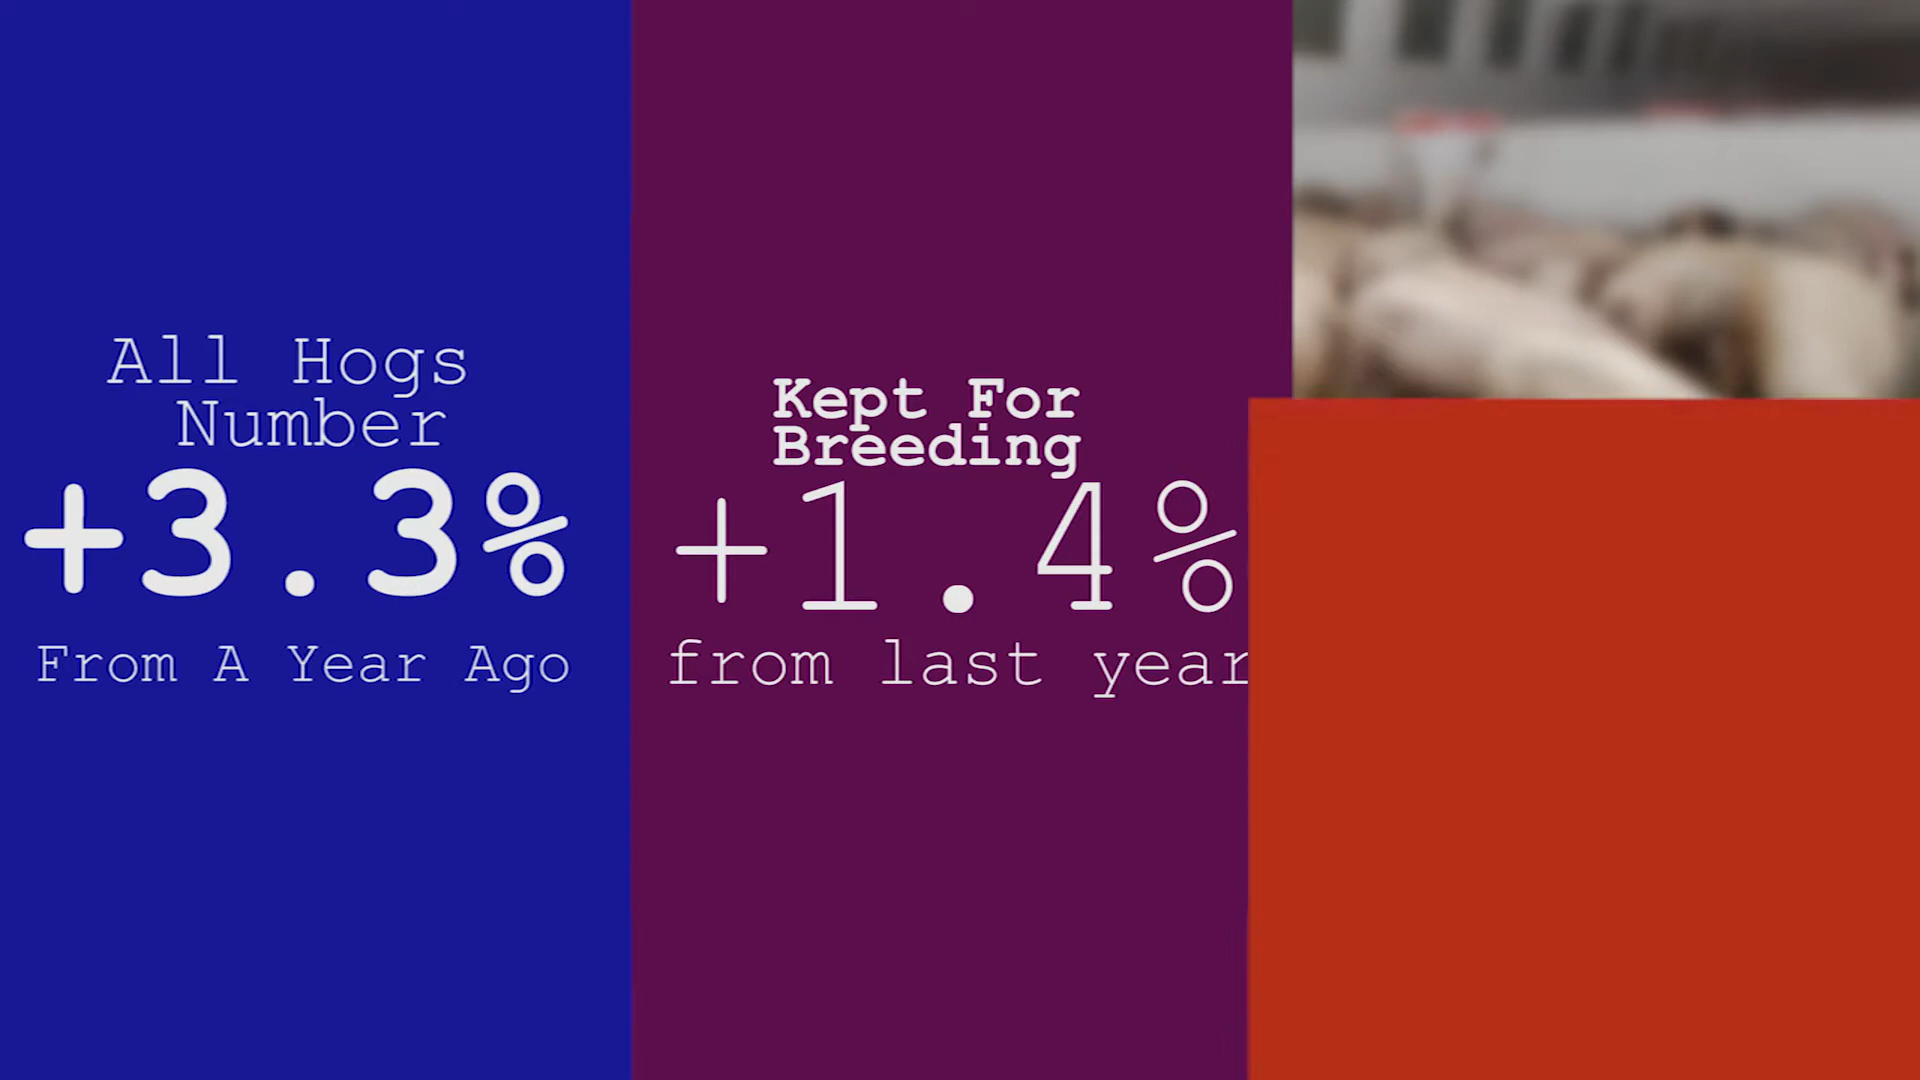 All Hogs
Number
+3.3%
From A Year Ago
Kept For
Breeding
+1.4%
from last year